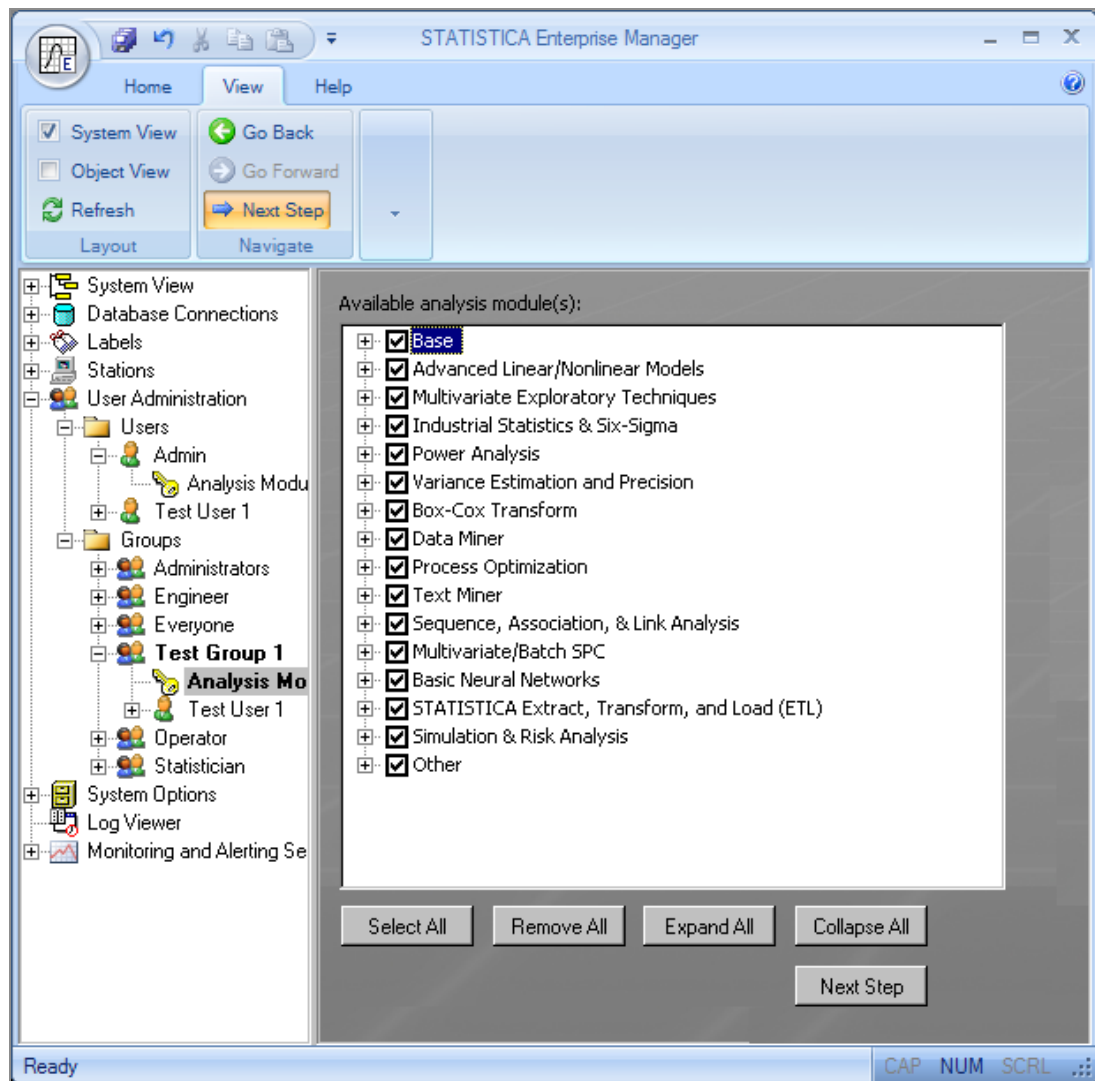 STATISTICA Enterprise Manager
Home View Help
System View
Object View
Refresh
Layout
Go Back
Go Forward
Next Step
Navigate
System View
Database Connections
Labels
Stations
User Administration
Users
Admin
Analysis Modu
Test User 1
Groups
Administrators
Engineer
Everyone
Test Group 1
Analysis Mo
Test User 1
Operator
Statistician
System Options
Log Viewer
Monitoring and Alerting Se
Available analysis module(s):
Base
Advanced Linear/Nonlinear Models
Multivariate Exploratory Techniques
Industrial Statistics & Six-Sigma
Power Analysis
Variance Estimation and Precision
Box-Cox Transform
Data Miner
Process Optimization
Text Miner
Sequence, Association, & Link Analysis
Multivariate/Batch SPC
Basic Neural Networks
STATISTICA Extract, Transform, and Load (ETL)
Simulation & Risk Analysis
Other
Select All Remove All Expand All Collapse All
Next Step
Ready CAP NUM SCRL